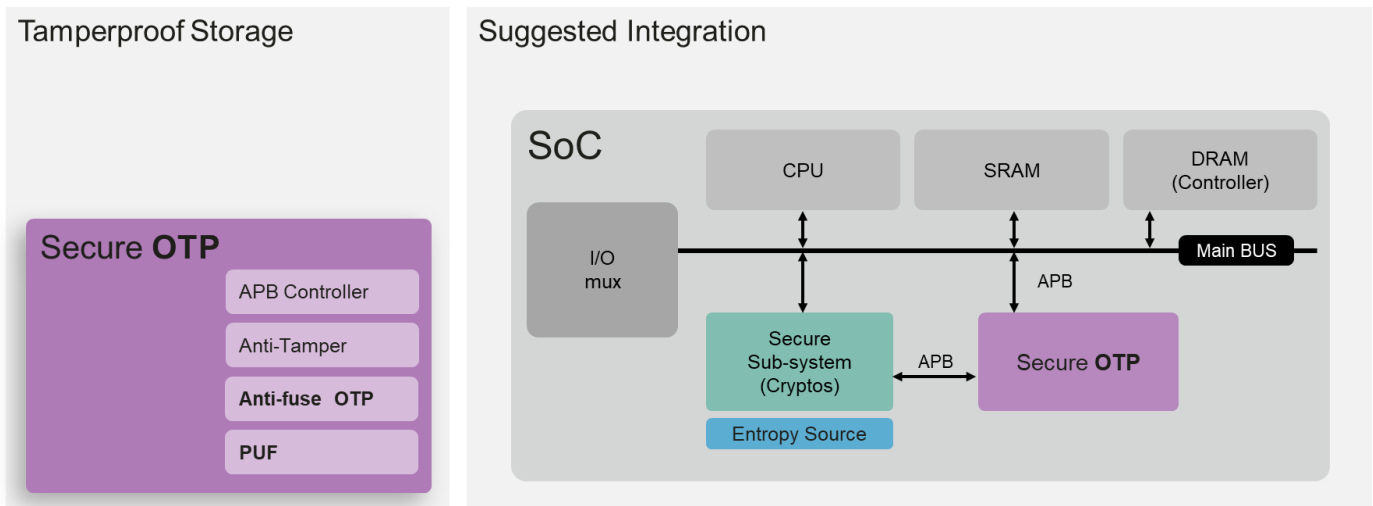 Tamperproof Storage
Secure OTP
APB Controller
Anti-Tamper
Anti-fuse OTP
PUF
Suggested Integration
SoC
CPU
SRAM
DRAM
(Controller)
I/O
mux
Main BUS
APB
Secure
Sub-system
(Cryptos)
APB
Secure OTP
Entropy Source